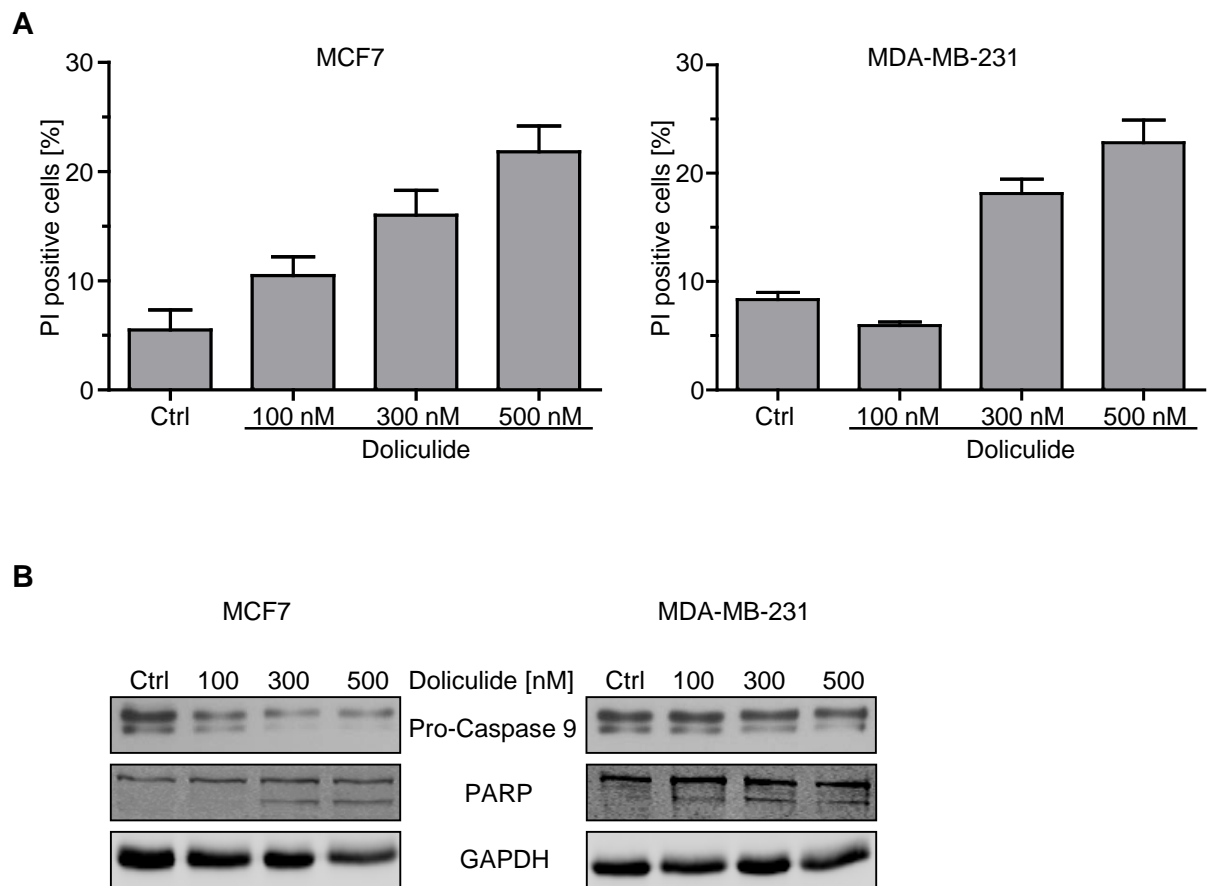 A
MCF7
30
20
10
0
PI positive cells [%]
Ctrl 100 nM 300 nM 500 nM
Doliculide
MDA-MB-231
30
20
10
0
PI positive cells [%]
Ctrl 100 nM 300 nM 500 nM
Doliculide
B
MCF7 MDA-MB-231
Ctrl 100 300 500 Doliculide [nM] Ctrl 100 300 500
Pro-Caspase 9
PARP
GAPDH